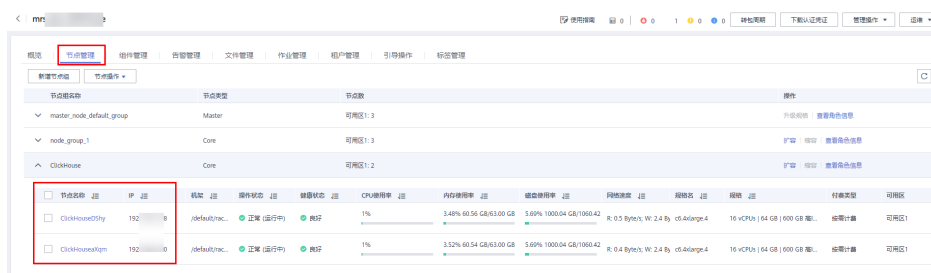 mrs e 使用指南 0 0 1 0 0 转包周期 下载认证凭证 管理操作 运维
概览 节点管理 组件管理 告警管理 文件管理 作业管理 租户管理 引导操作 标签管理
新增节点组 节点操作
节点组名称 节点类型 节点数 操作
master_node_default_group Master 可用区1: 3 升级规格 查看角色信息
node_group_1 Core 可用区1: 3 扩容 缩容 查看角色信息
ClickHouse Core 可用区1: 2 扩容 缩容 查看角色信息
节点名称 IP 机架 操作状态 健康状态 CPU使用率 内存使用率 磁盘使用率 网络速度 规格名 规格 付费类型 可用区
ClickHouseDShy 192 8 /default/rac... 正常 (运行中) 良好 1% 3.48% 60.56 GB/63.00 GB 5.69% 1000.04 GB/1060.42 R: 0.5 Byte/s; W: 2.4 By c6.4xlarge.4 16 vCPUs | 64 GB | 600 GB 按需计费 可用区1
ClickHouseaXqm 192 0 /default/rac... 正常 (运行中) 良好 1% 3.52% 60.54 GB/63.00 GB 5.69% 1000.04 GB/1060.42 R: 0.5 Byte/s; W: 2.4 By c6.4xlarge.4 16 vCPUs | 64 GB | 600 GB 按需计费 可用区1